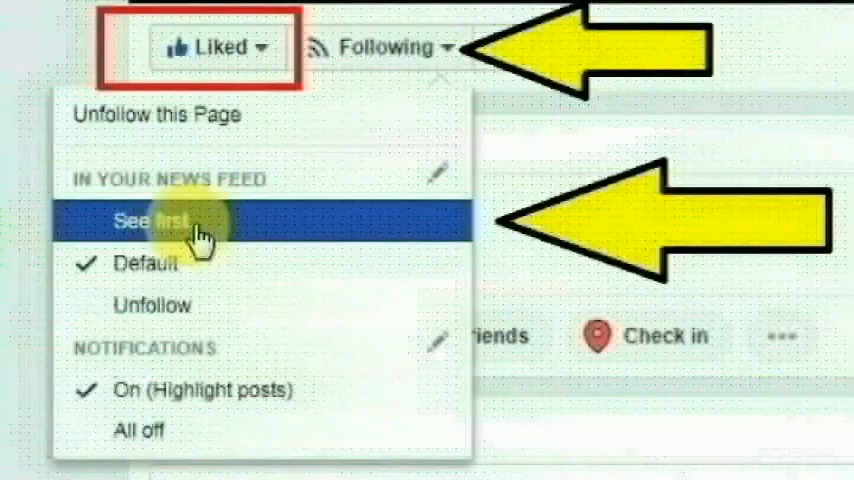 Liked Following
Unfollow this Page
IN YOUR NEWS FEED
See first
Default
Unfollow
NOTIFICATIONS
riends Check in
On (Highlight posts)
All off